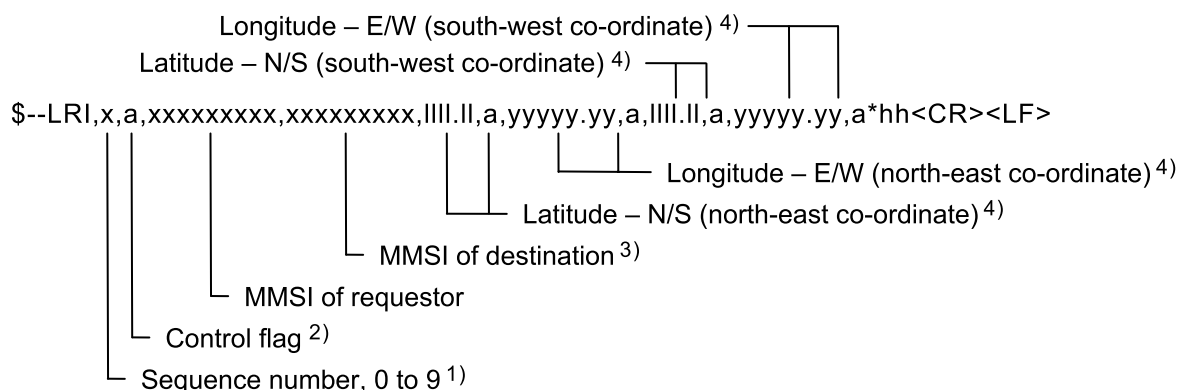 Longitude – E/W (south-west co-ordinate) 4)
Latitude – N/S (south-west co-ordinate) 4)
$--LRI,x,a,xxxxxxxxx,xxxxxxxxx,llll.ll,a,yyyyy.yy,a,llll.ll,a,yyyyy.yy,a*hh<CR><LF>
Longitude – E/W (north-east co-ordinate) 4)
Latitude – N/S (north-east co-ordinate) 4)
MMSI of destination 3)
MMSI of requestor
Control flag 2)
Sequence number, 0 to 9 1)